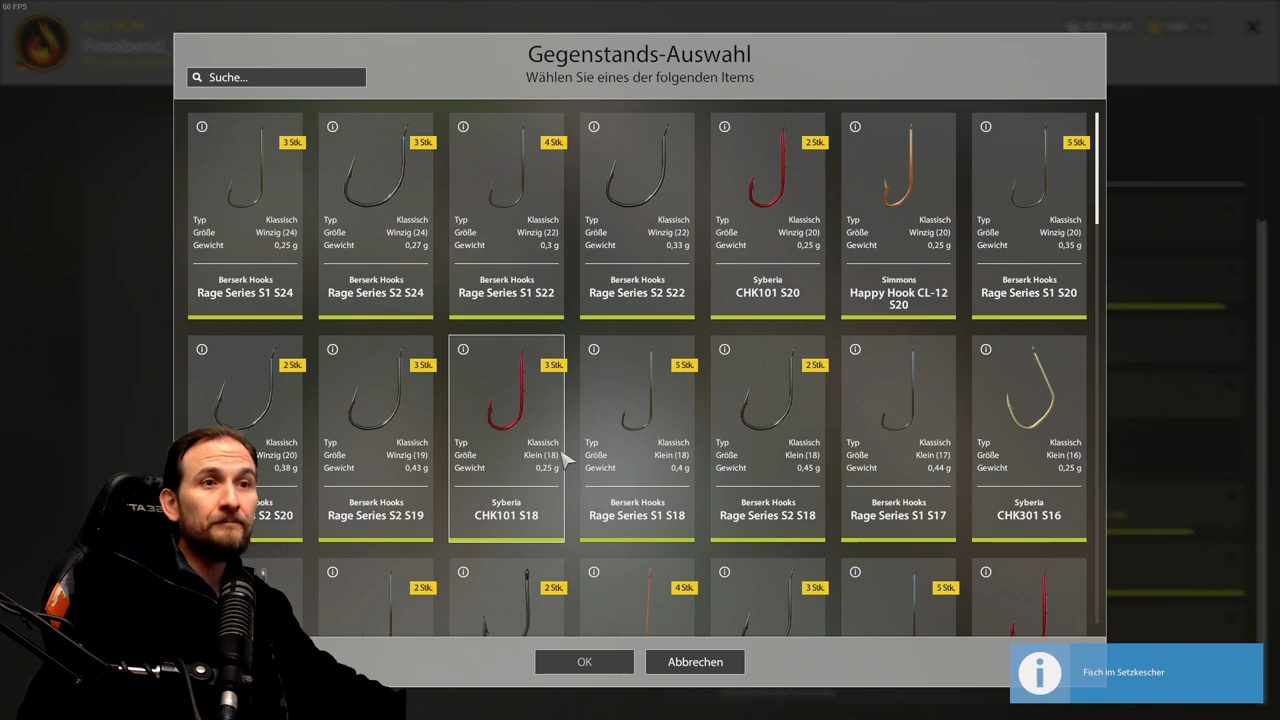 60 FPS
Gegenstands-Auswahl
Suche...
Wählen Sie eines der folgenden Items
3 Stk.
Typ Klassisch
Größe Winzig (24)
Gewicht 0,25 g
Berserk Hooks
Rage Series S1 S24
3 Stk.
Typ Klassisch
Größe Winzig (24)
Gewicht 0,27 g
Berserk Hooks
Rage Series S2 S24
4 Stk.
Typ Klassisch
Größe Winzig (22)
Gewicht 0,3 g
Berserk Hooks
Rage Series S1 S22
Typ Klassisch
Größe Winzig (22)
Gewicht 0,33 g
Berserk Hooks
Rage Series S2 S22
2 Stk.
Typ Klassisch
Größe Winzig (20)
Gewicht 0,25 g
Syberia
CHK101 S20
Typ Klassisch
Größe Winzig (20)
Gewicht 0,25 g
Simmons
Happy Hook CL-12
S20
5 Stk.
Typ Klassisch
Größe Winzig (20)
Gewicht 0,35 g
Berserk Hooks
Rage Series S1 S20
2 Stk.
Klassisch
Winzig (20)
0,38 g
S2 S20
3 Stk.
Typ Klassisch
Größe Winzig (19)
Gewicht 0,43 g
Berserk Hooks
Rage Series S2 S19
3 Stk.
Typ Klassisch
Größe Klein (18)
Gewicht 0,25 g
Syberia
CHK101 S18
5 Stk.
Typ Klassisch
Größe Klein (18)
Gewicht 0,4 g
Berserk Hooks
Rage Series S1 S18
2 Stk.
Typ Klassisch
Größe Klein (18)
Gewicht 0,45 g
Berserk Hooks
Rage Series S2 S18
Typ Klassisch
Größe Klein (17)
Gewicht 0,44 g
Berserk Hooks
Rage Series S1 S17
Typ Klassisch
Größe Klein (16)
Gewicht 0,25 g
Syberia
CHK301 S16
2 Stk.
2 Stk.
4 Stk.
3 Stk.
5 Stk.
OK
Abbrechen
Fisch im Setzkescher